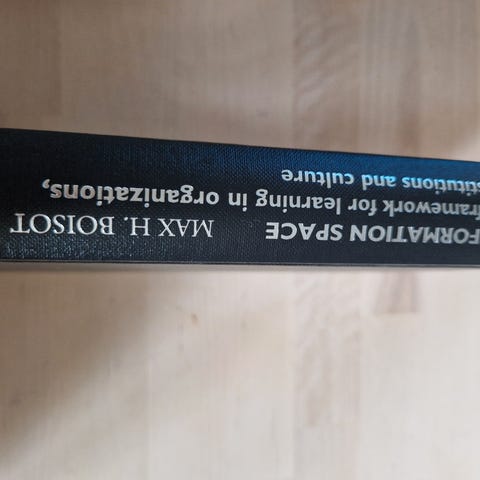 FORMATION SPACE MAX H. BOISOT
framework for learning in organizations,
stitutions and culture